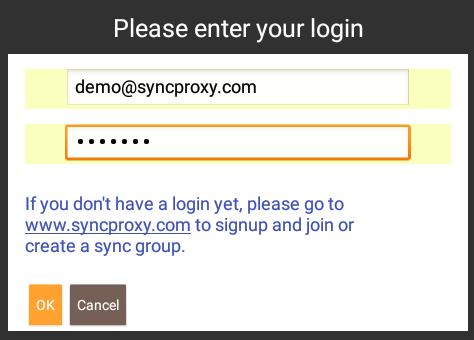 Please enter your login
demo@syncproxy.com
•••••••
If you don't have a login yet, please go to
www.syncproxy.com to signup and join or
create a sync group.
OK
Cancel